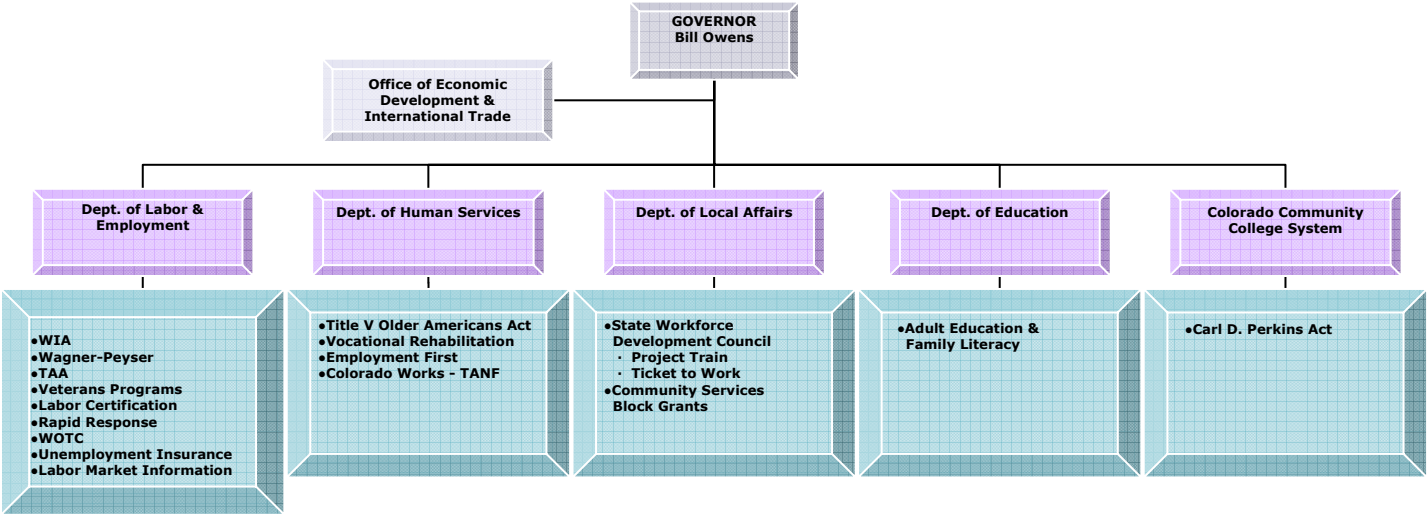 GOVERNOR
Bill Owens
Office of Economic
Development &
International Trade
Dept. of Labor &
Employment
Dept. of Human Services
Dept. of Local Affairs
Dept. of Education
Colorado Community
College System
●WIA
●Wagner-Peyser
●TAA
●Veterans Programs
●Labor Certification
●Rapid Response
●WOTC
●Unemployment Insurance
●Labor Market Information
●Title V Older Americans Act
●Vocational Rehabilitation
●Employment First
●Colorado Works - TANF
●State Workforce
Development Council
· Project Train
· Ticket to Work
●Community Services
Block Grants
●Adult Education &
Family Literacy
●Carl D. Perkins Act